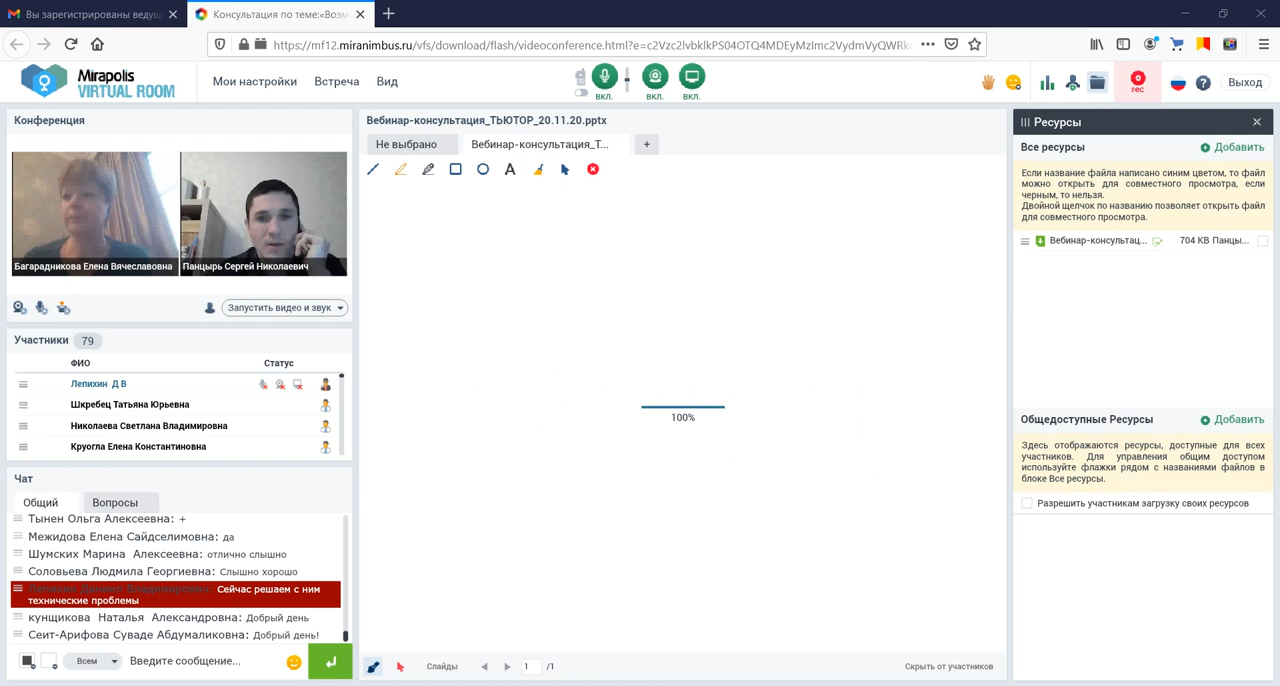 Вы зарегистрированы ведущ
Консультация по теме:«Возм
https://mf12.miranimbus.ru/vfs/download/flash/videoconference.html?e=c2Vzc2lvbklkPS04OTQ4MDEyMzImc2VydmVyQWRk
Mirapolis
VIRTUAL ROOM
Мои настройки
Встреча
Вид
вкл.
вкл.
вкл.
rec
Выход
Конференция
Багарадникова Елена Вячеславовна
Панцырь Сергей Николаевич
Запустить видео и звук
Участники 79
ФИО Статус
Лепихин Д В
Шкребец Татьяна Юрьевна
Николаева Светлана Владимировна
Круогла Елена Константиновна
Чат
Общий Вопросы
Тынен Ольга Алексеевна: +
Межидова Елена Сайдселимовна: да
Шумских Марина Алексеевна: отлично слышно
Соловьева Людмила Георгиевна: Слышно хорошо
Лепихин Даниил Владимирович: Сейчас решаем с ним
технические проблемы
кунщикова Наталья Александровна: Добрый день
Сеит-Арифова Суваде Абдумаликовна: Добрый день!
Всем
Введите сообщение...
Вебинар-консультация_ТЬЮТОР_20.11.20.pptx
Не выбрано
Вебинар-консультация_Т...
+
A
100%
Слайды
1 /1
Скрыть от участников
Ресурсы
Все ресурсы Добавить
Если название файла написано синим цветом, то файл
можно открыть для совместного просмотра, если
черным, то нельзя.
Двойной щелчок по названию позволяет открыть файл
для совместного просмотра.
Вебинар-консультац... 704 КВ Панцы...
Общедоступные Ресурсы Добавить
Здесь отображаются ресурсы, доступные для всех
участников. Для управления общим доступом
используйте флажки рядом с названиями файлов в
блоке Все ресурсы.
Разрешить участникам загрузку своих ресурсов